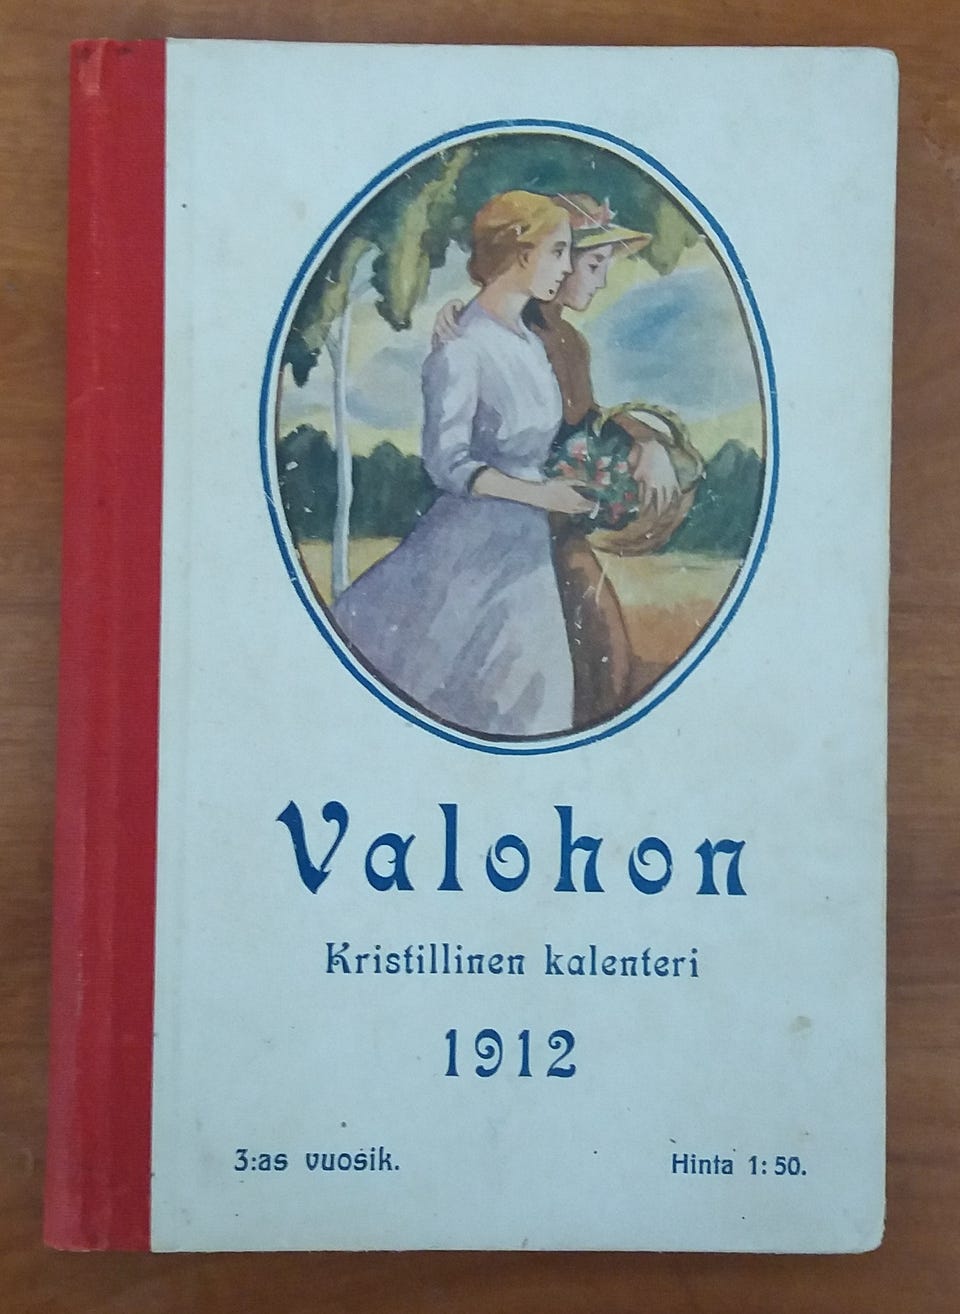 Valohon
Kristillinen kalenteri
1912
3:as vuosik.
Hinta 1:50.